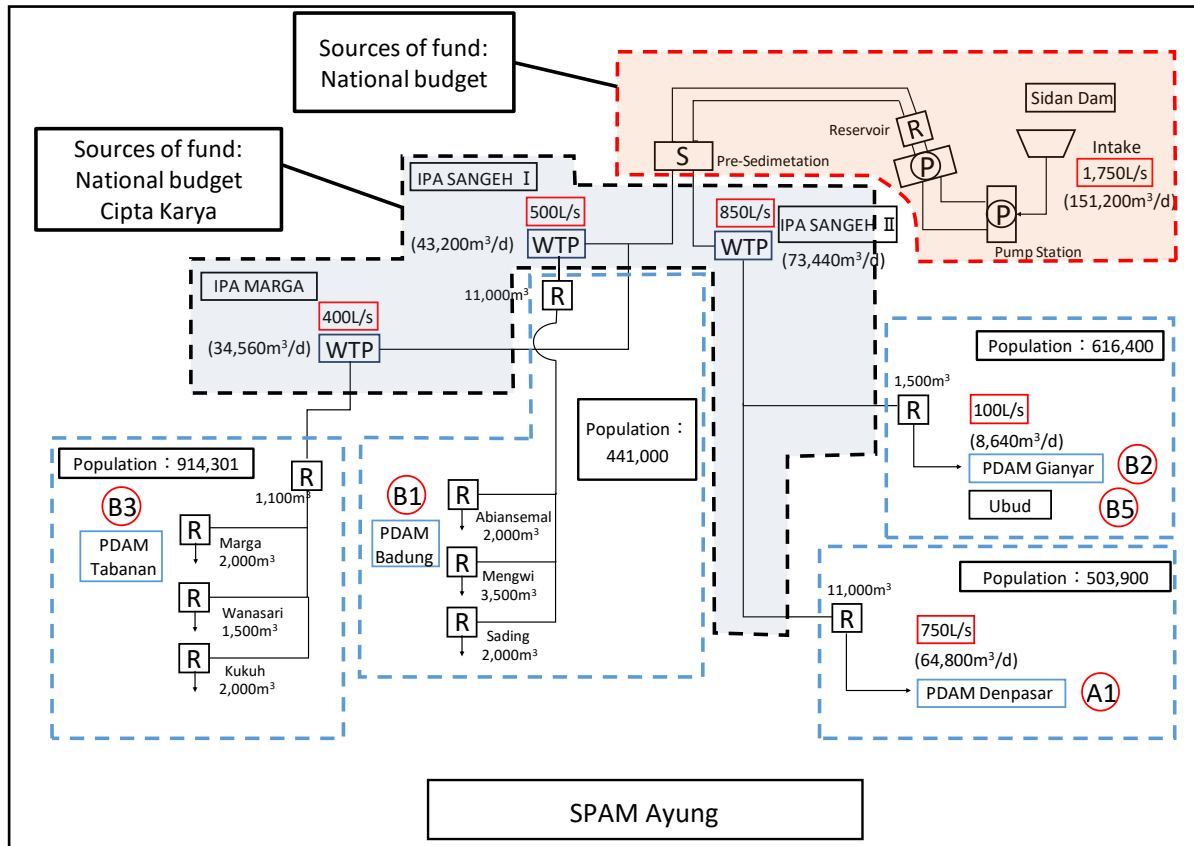 Sources of fund:
National budget
Sources of fund:
National budget
Cipta Karya
Sidan Dam
Reservoir
R
P
Intake
1,750L/s
(151,200m³/d)
P
Pump Station
S
Pre-Sedimetation
IPA SANGEH Ⅰ
500L/s
(43,200m³/d)
WTP
850L/s
IPA SANGEH Ⅱ
WTP
(73,440m³/d)
IPA MARGA
400L/s
(34,560m³/d)
WTP
11,000m³
R
Population：616,400
1,500m³
R
100L/s
(8,640m³/d)
PDAM Gianyar
B2
Ubud
B5
Population：
441,000
Population：914,301
R
1,100m³
B3
PDAM
Tabanan
R
Marga
2,000m³
R
Wanasari
1,500m³
R
Kukuh
2,000m³
B1
PDAM
Badung
R
Abiansemal
2,000m³
R
Mengwi
3,500m³
R
Sading
2,000m³
Population：503,900
11,000m³
R
750L/s
(64,800m³/d)
PDAM Denpasar
A1
SPAM Ayung